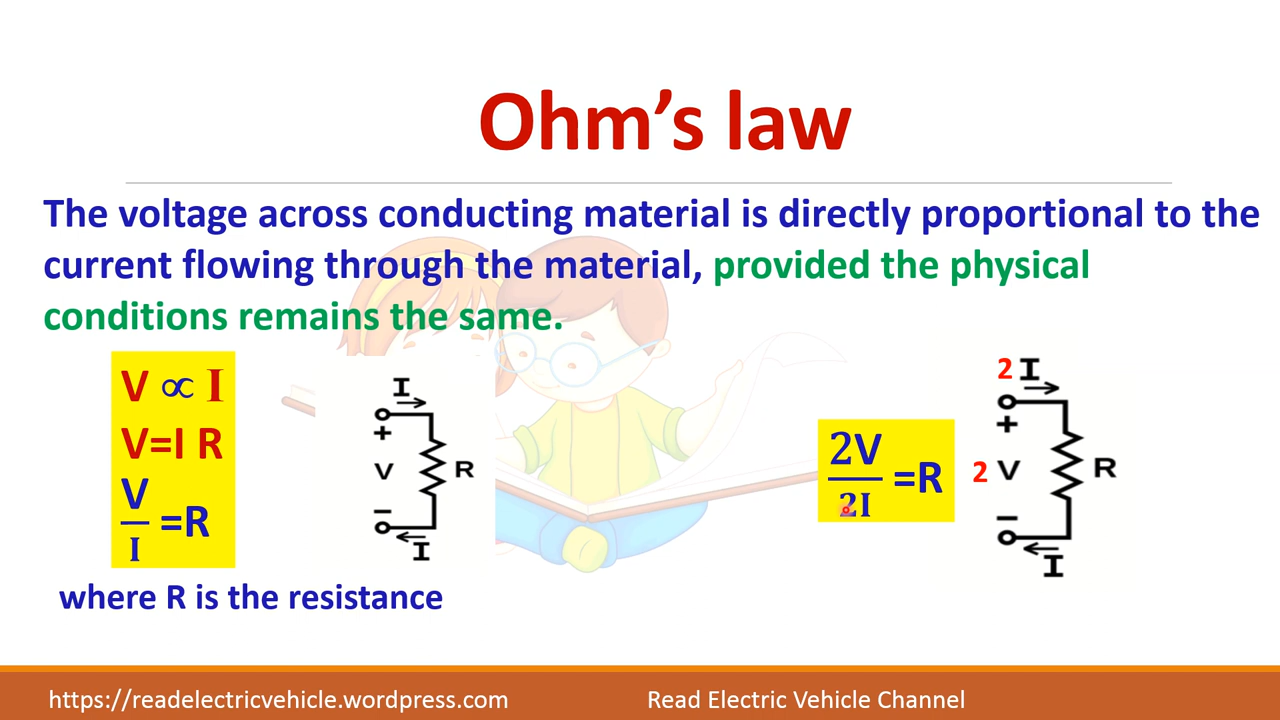 Ohm’s law
The voltage across conducting material is directly proportional to the
current flowing through the material, provided the physical
conditions remains the same.
V ∝ I
V=I R
V
I
=R
where R is the resistance
I
+
V
R
−
I
2V
2I
=R
2 I
+
2 V
R
−
I
https://readelectricvehicle.wordpress.com
Read Electric Vehicle Channel